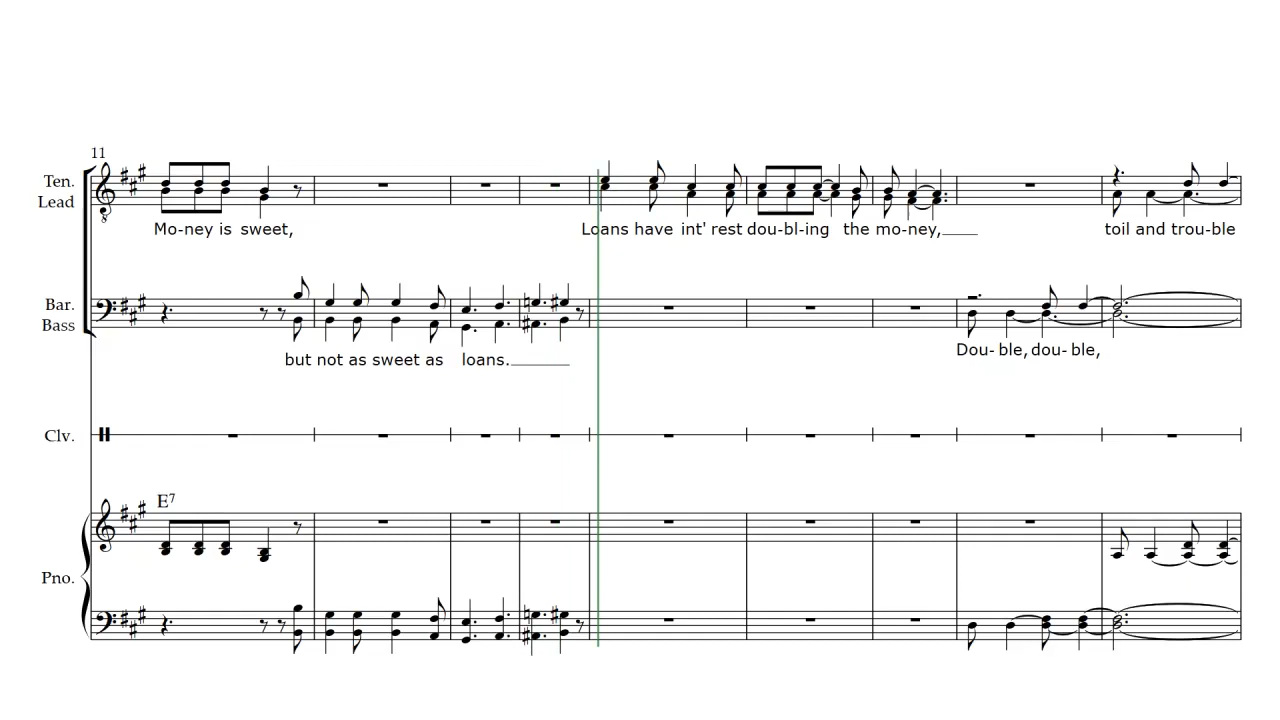 11
Ten.
Lead
Mo-ney is sweet, Loans have int' rest dou-bl-ing the mo-ney, toil and trou-ble
Bar.
Bass
but not as sweet as loans. Dou- ble, dou- ble,
Clv.
E7
Pno.